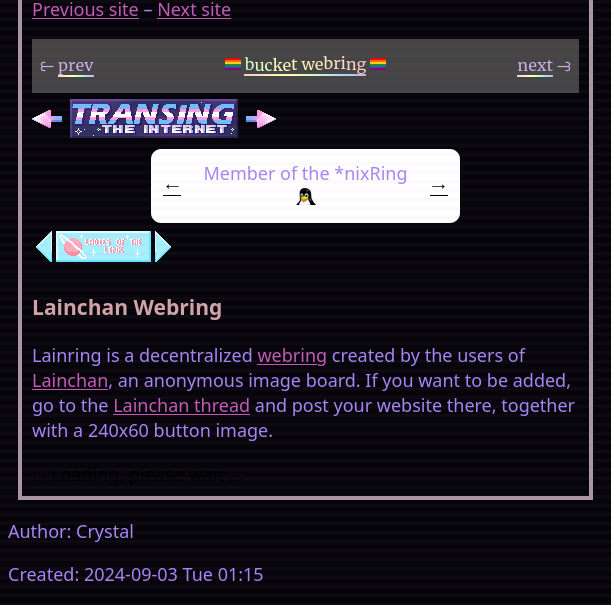 Previous site – Next site
← prev bucket webring next →
TRANSING
THE INTERNET
← Member of the *nixRing →
LADIES OF THE
LINKS
Lainchan Webring
Lainring is a decentralized webring created by the users of
Lainchan, an anonymous image board. If you want to be added,
go to the Lainchan thread and post your website there, together
with a 240x60 button image.
Loading, please wait
Author: Crystal
Created: 2024-09-03 Tue 01:15